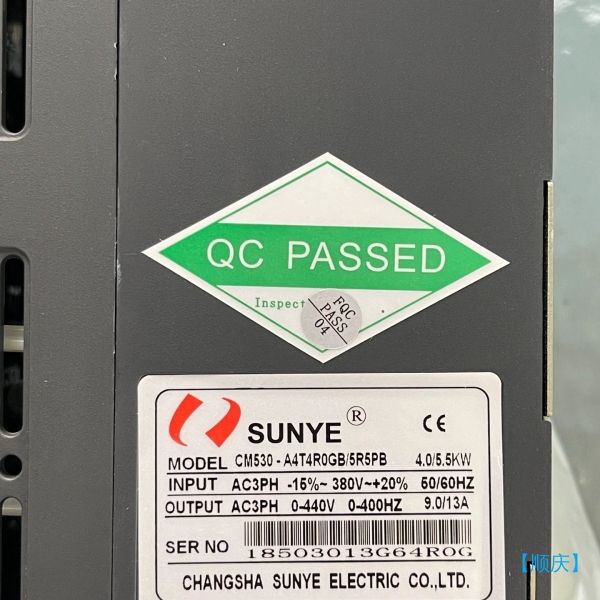 QC PASSED
Inspect
FQC
PASS
04
SUNYE ®
CE
MODEL CM530 - A4T4R0GB/5R5PB 4.0/5.5KW
INPUT AC3PH -15%~ 380V~+20% 50/60HZ
OUTPUT AC3PH 0-440V 0-400HZ 9.0/13A
SER NO 18503013G64R0G
CHANGSHA SUNYE ELECTRIC CO.,LTD.
【顺庆】